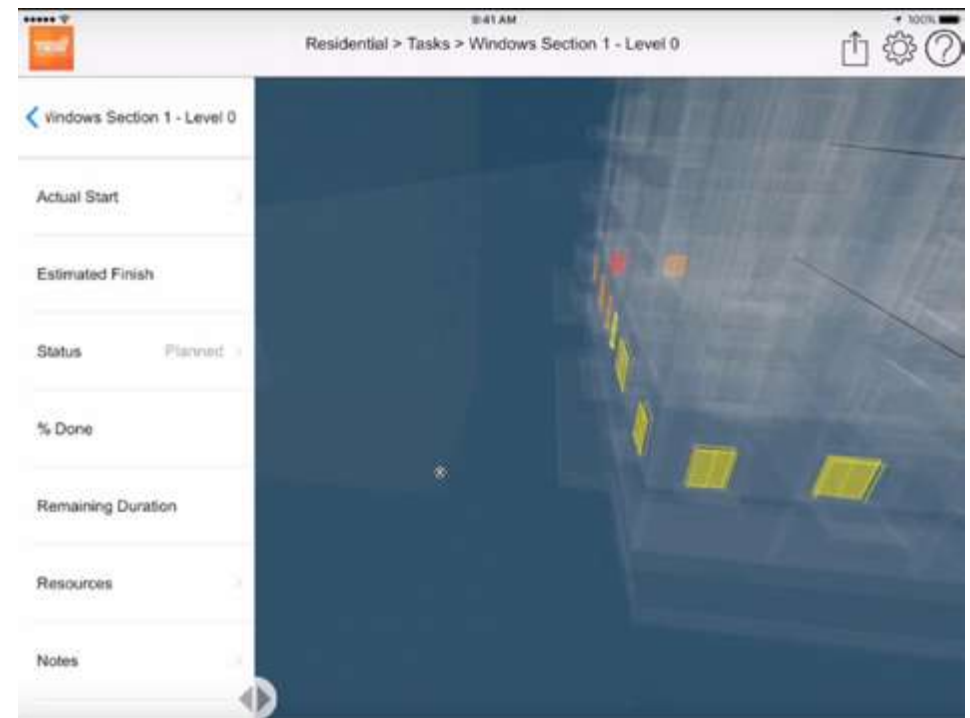 9:41 AM
100%
Residential > Tasks > Windows Section 1 - Level 0
Windows Section 1 - Level 0
Actual Start
Estimated Finish
Status Planned
% Done
Remaining Duration
Resources
Notes